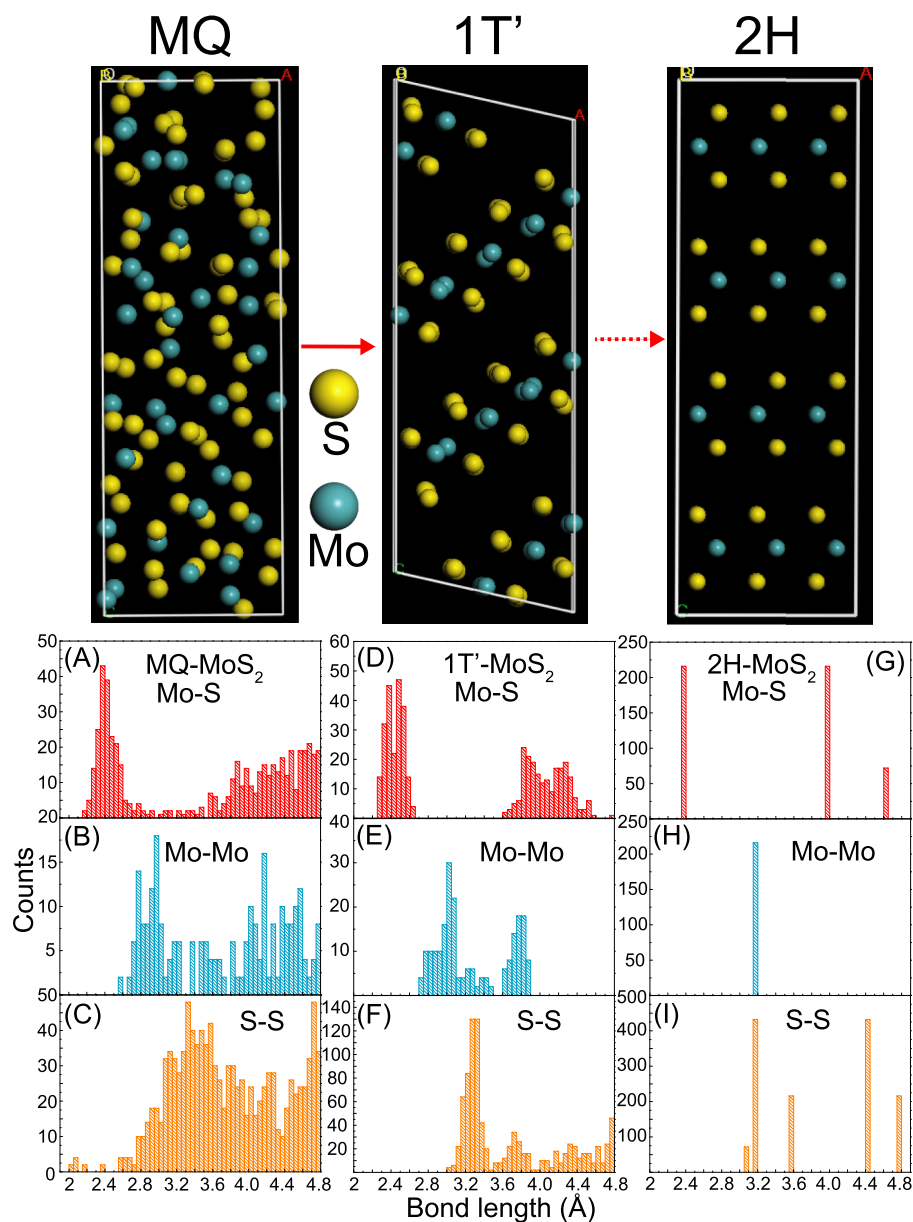 MQ
1T’
2H
B
O
A
C
B
O
A
C
B
O
A
C
S
Mo
(A)
MQ-MoS2
Mo-S
50
40
30
20
10
20
(D)
1T’-MoS2
Mo-S
60
50
40
30
20
10
40
(G)
2H-MoS2
Mo-S
250
200
150
100
50
250
(B)
Mo-Mo
15
10
5
50
(E)
Mo-Mo
30
20
10
(H)
Mo-Mo
200
150
100
50
500
(C)
S-S
40
30
20
10
0
(F)
S-S
140
120
100
80
60
40
20
(I)
S-S
400
300
200
100
Counts
2 2.4 2.8 3.2 3.6 4.0 4.4 4.8
2 2.4 2.8 3.2 3.6 4.0 4.4 4.8
2 2.4 2.8 3.2 3.6 4.0 4.4 4.8
Bond length (Å)